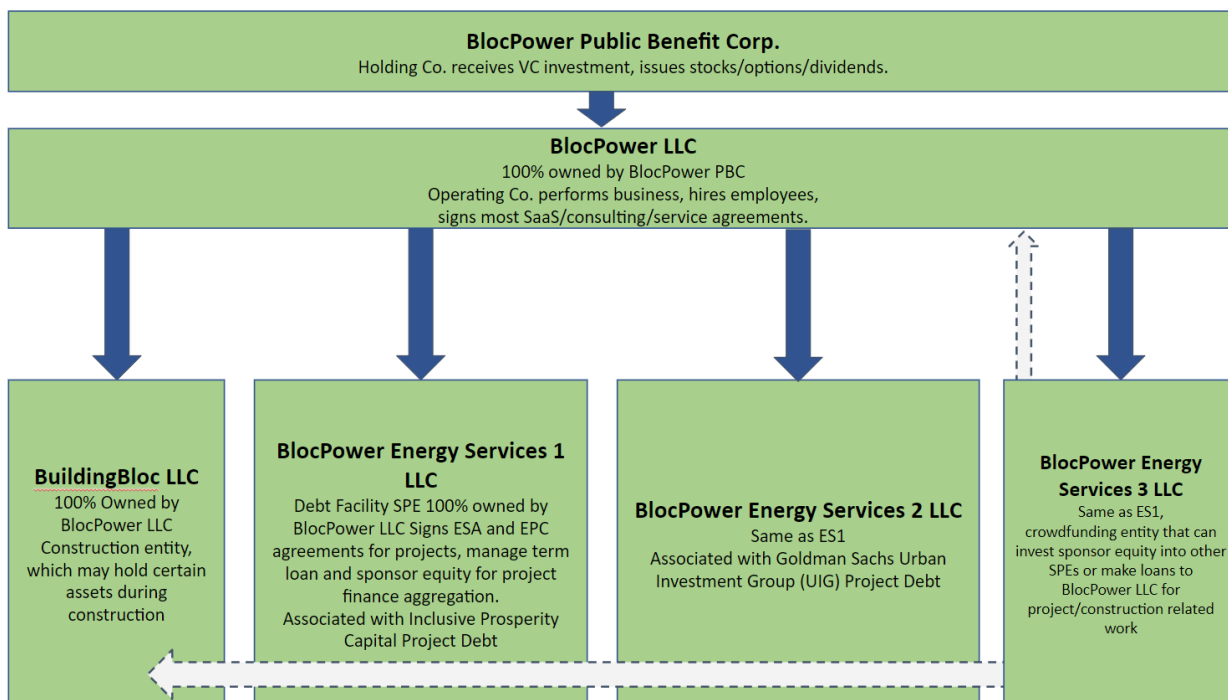 BlocPower Public Benefit Corp.
Holding Co. receives VC investment, issues stocks/options/dividends.
BlocPower LLC
100% owned by BlocPower PBC
Operating Co. performs business, hires employees,
signs most SaaS/consulting/service agreements.
BuildingBloc LLC
100% Owned by
BlocPower LLC
Construction entity,
which may hold certain
assets during
construction
BlocPower Energy Services 1
LLC
Debt Facility SPE 100% owned by
BlocPower LLC Signs ESA and EPC
agreements for projects, manage term
loan and sponsor equity for project
finance aggregation.
Associated with Inclusive Prosperity
Capital Project Debt
BlocPower Energy Services 2 LLC
Same as ES1
Associated with Goldman Sachs Urban
Investment Group (UIG) Project Debt
BlocPower Energy
Services 3 LLC
Same as ES1,
crowdfunding entity that can
invest sponsor equity into other
SPEs or make loans to
BlocPower LLC for
project/construction related
work